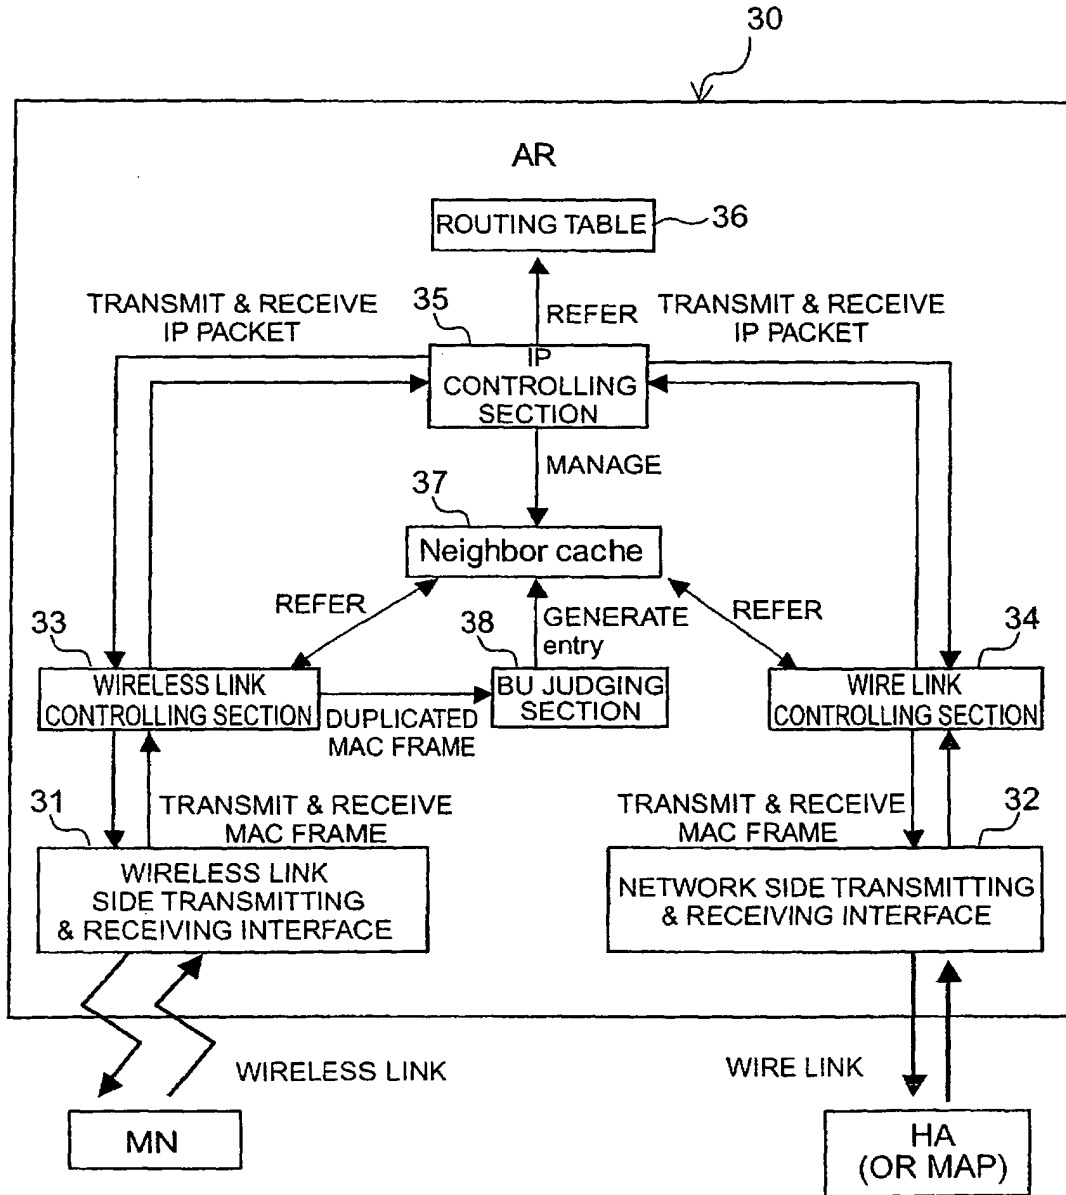 30
AR
ROUTING TABLE
36
TRANSMIT & RECEIVE
IP PACKET
35
REFER
TRANSMIT & RECEIVE
IP PACKET
IP
CONTROLLING
SECTION
MANAGE
37
Neighbor cache
REFER
GENERATE
entry
REFER
33
38
34
WIRELESS LINK
CONTROLLING SECTION
DUPLICATED
MAC FRAME
BU JUDGING
SECTION
WIRE LINK
CONTROLLING SECTION
31
TRANSMIT & RECEIVE
MAC FRAME
TRANSMIT & RECEIVE
MAC FRAME
32
WIRELESS LINK
SIDE TRANSMITTING
& RECEIVING INTERFACE
NETWORK SIDE TRANSMITTING
& RECEIVING INTERFACE
WIRELESS LINK
WIRE LINK
MN
HA
(OR MAP)